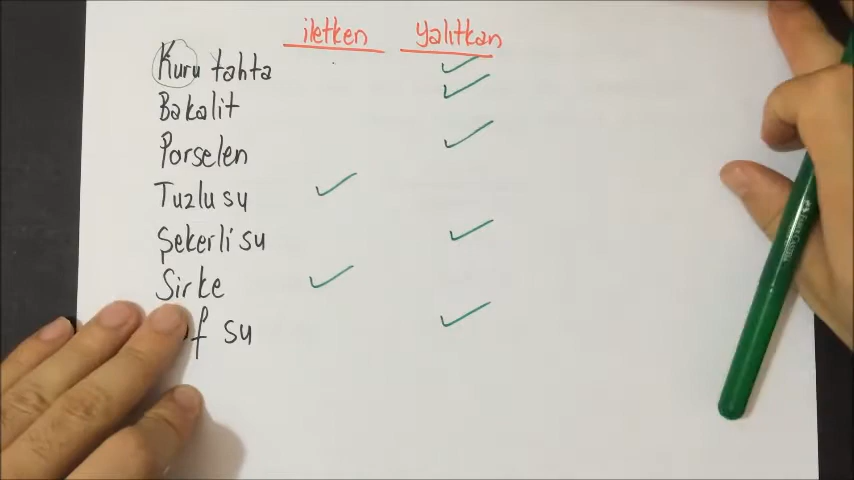 iletken yalıtkan
Kuru tahta ✓
Bakalit ✓
Porselen ✓
Tuzlu su ✓
Şekerli su ✓
Sirke ✓
su ✓